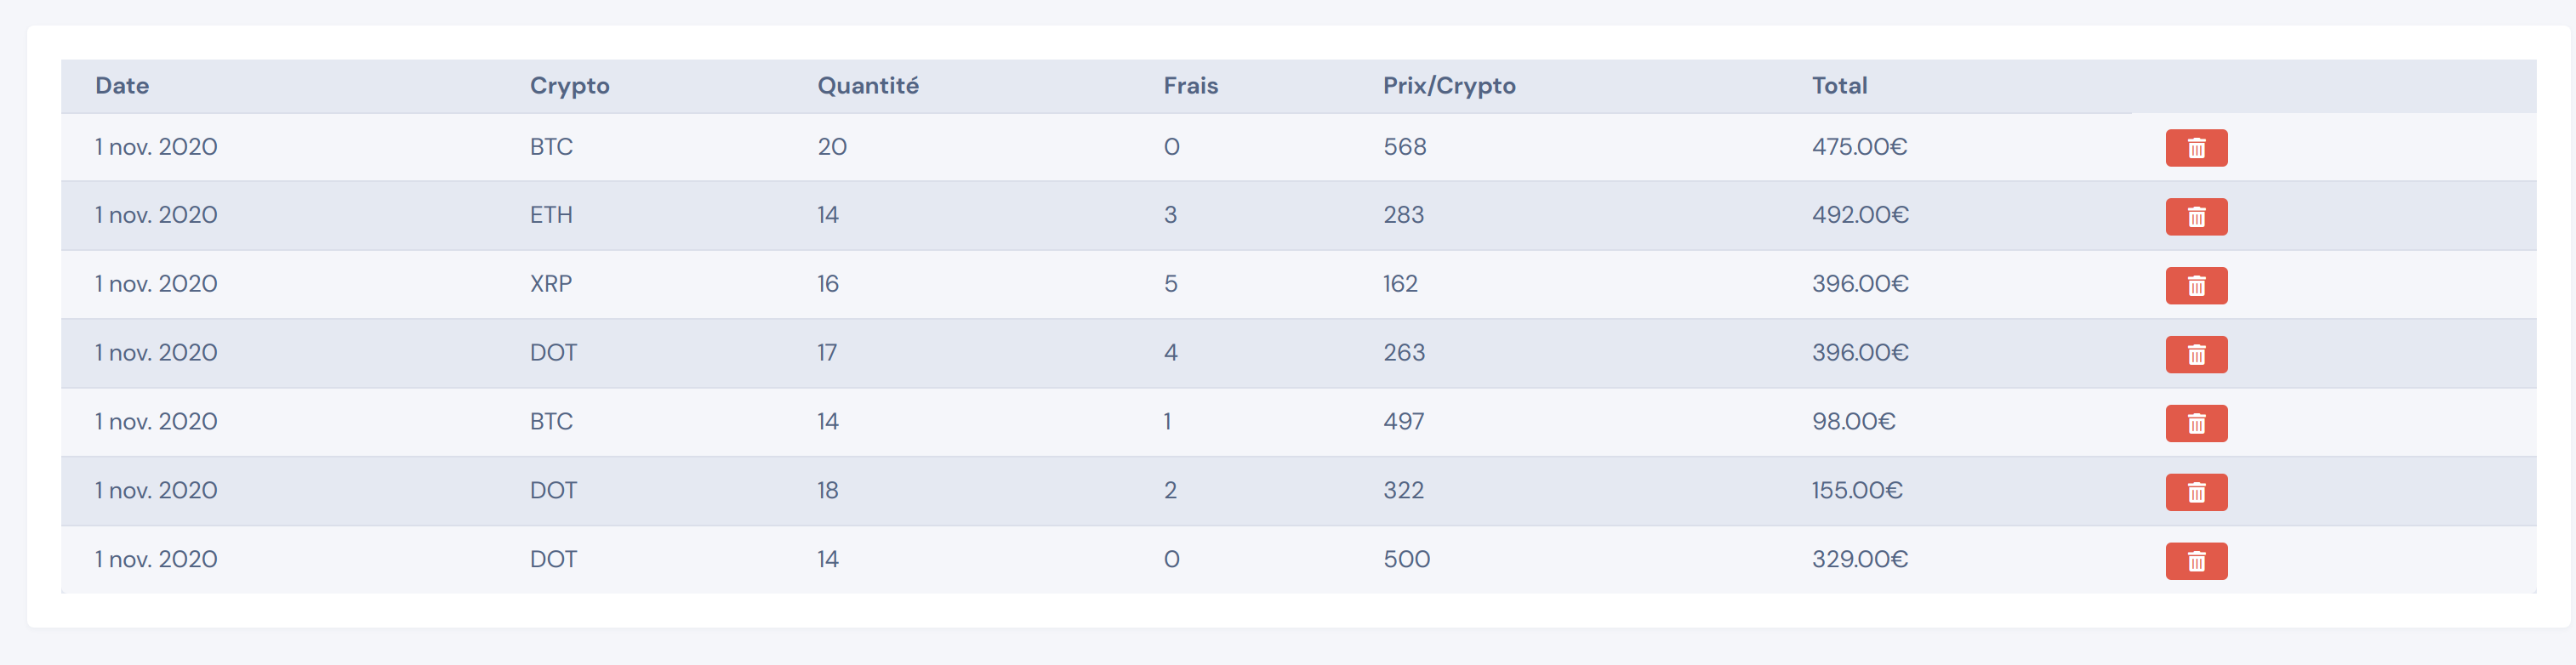 Date Crypto Quantité Frais Prix/Crypto Total
1 nov. 2020 BTC 20 0 568 475.00€
1 nov. 2020 ETH 14 3 283 492.00€
1 nov. 2020 XRP 16 5 162 396.00€
1 nov. 2020 DOT 17 4 263 396.00€
1 nov. 2020 BTC 14 1 497 98.00€
1 nov. 2020 DOT 18 2 322 155.00€
1 nov. 2020 DOT 14 0 500 329.00€